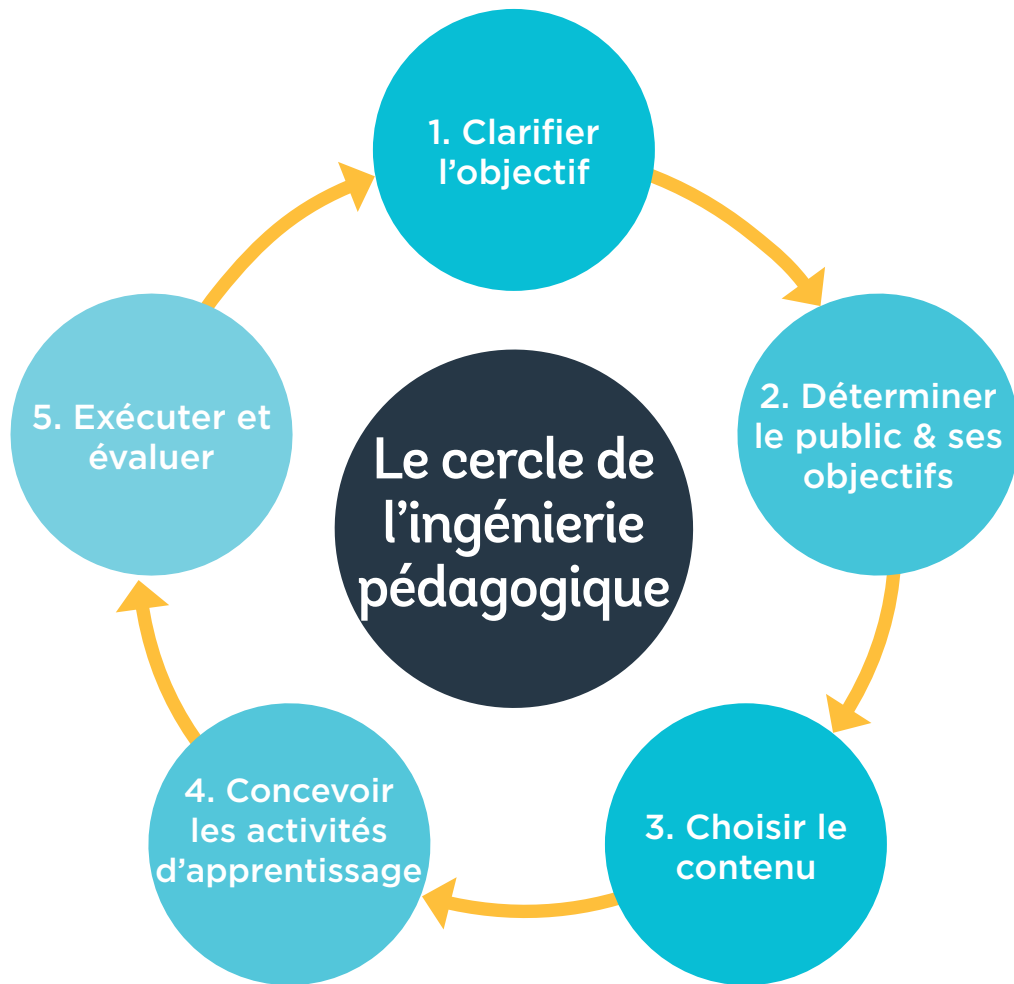 1. Clarifier
l’objectif
2. Déterminer
le public & ses
objectifs
3. Choisir le
contenu
4. Concevoir
les activités
d’apprentissage
5. Exécuter et
évaluer
Le cercle de
l’ingénierie
pédagogique